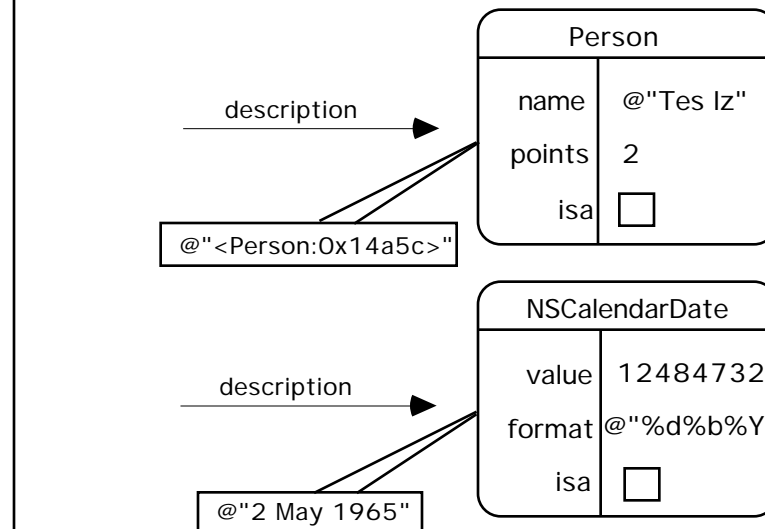 Person
name @"Tes Iz"
description
points 2
isa
@"<Person:0x14a5c>"
NSCalendarDate
value 12484732
description
format @"%d%b%Y
isa
@"2 May 1965"